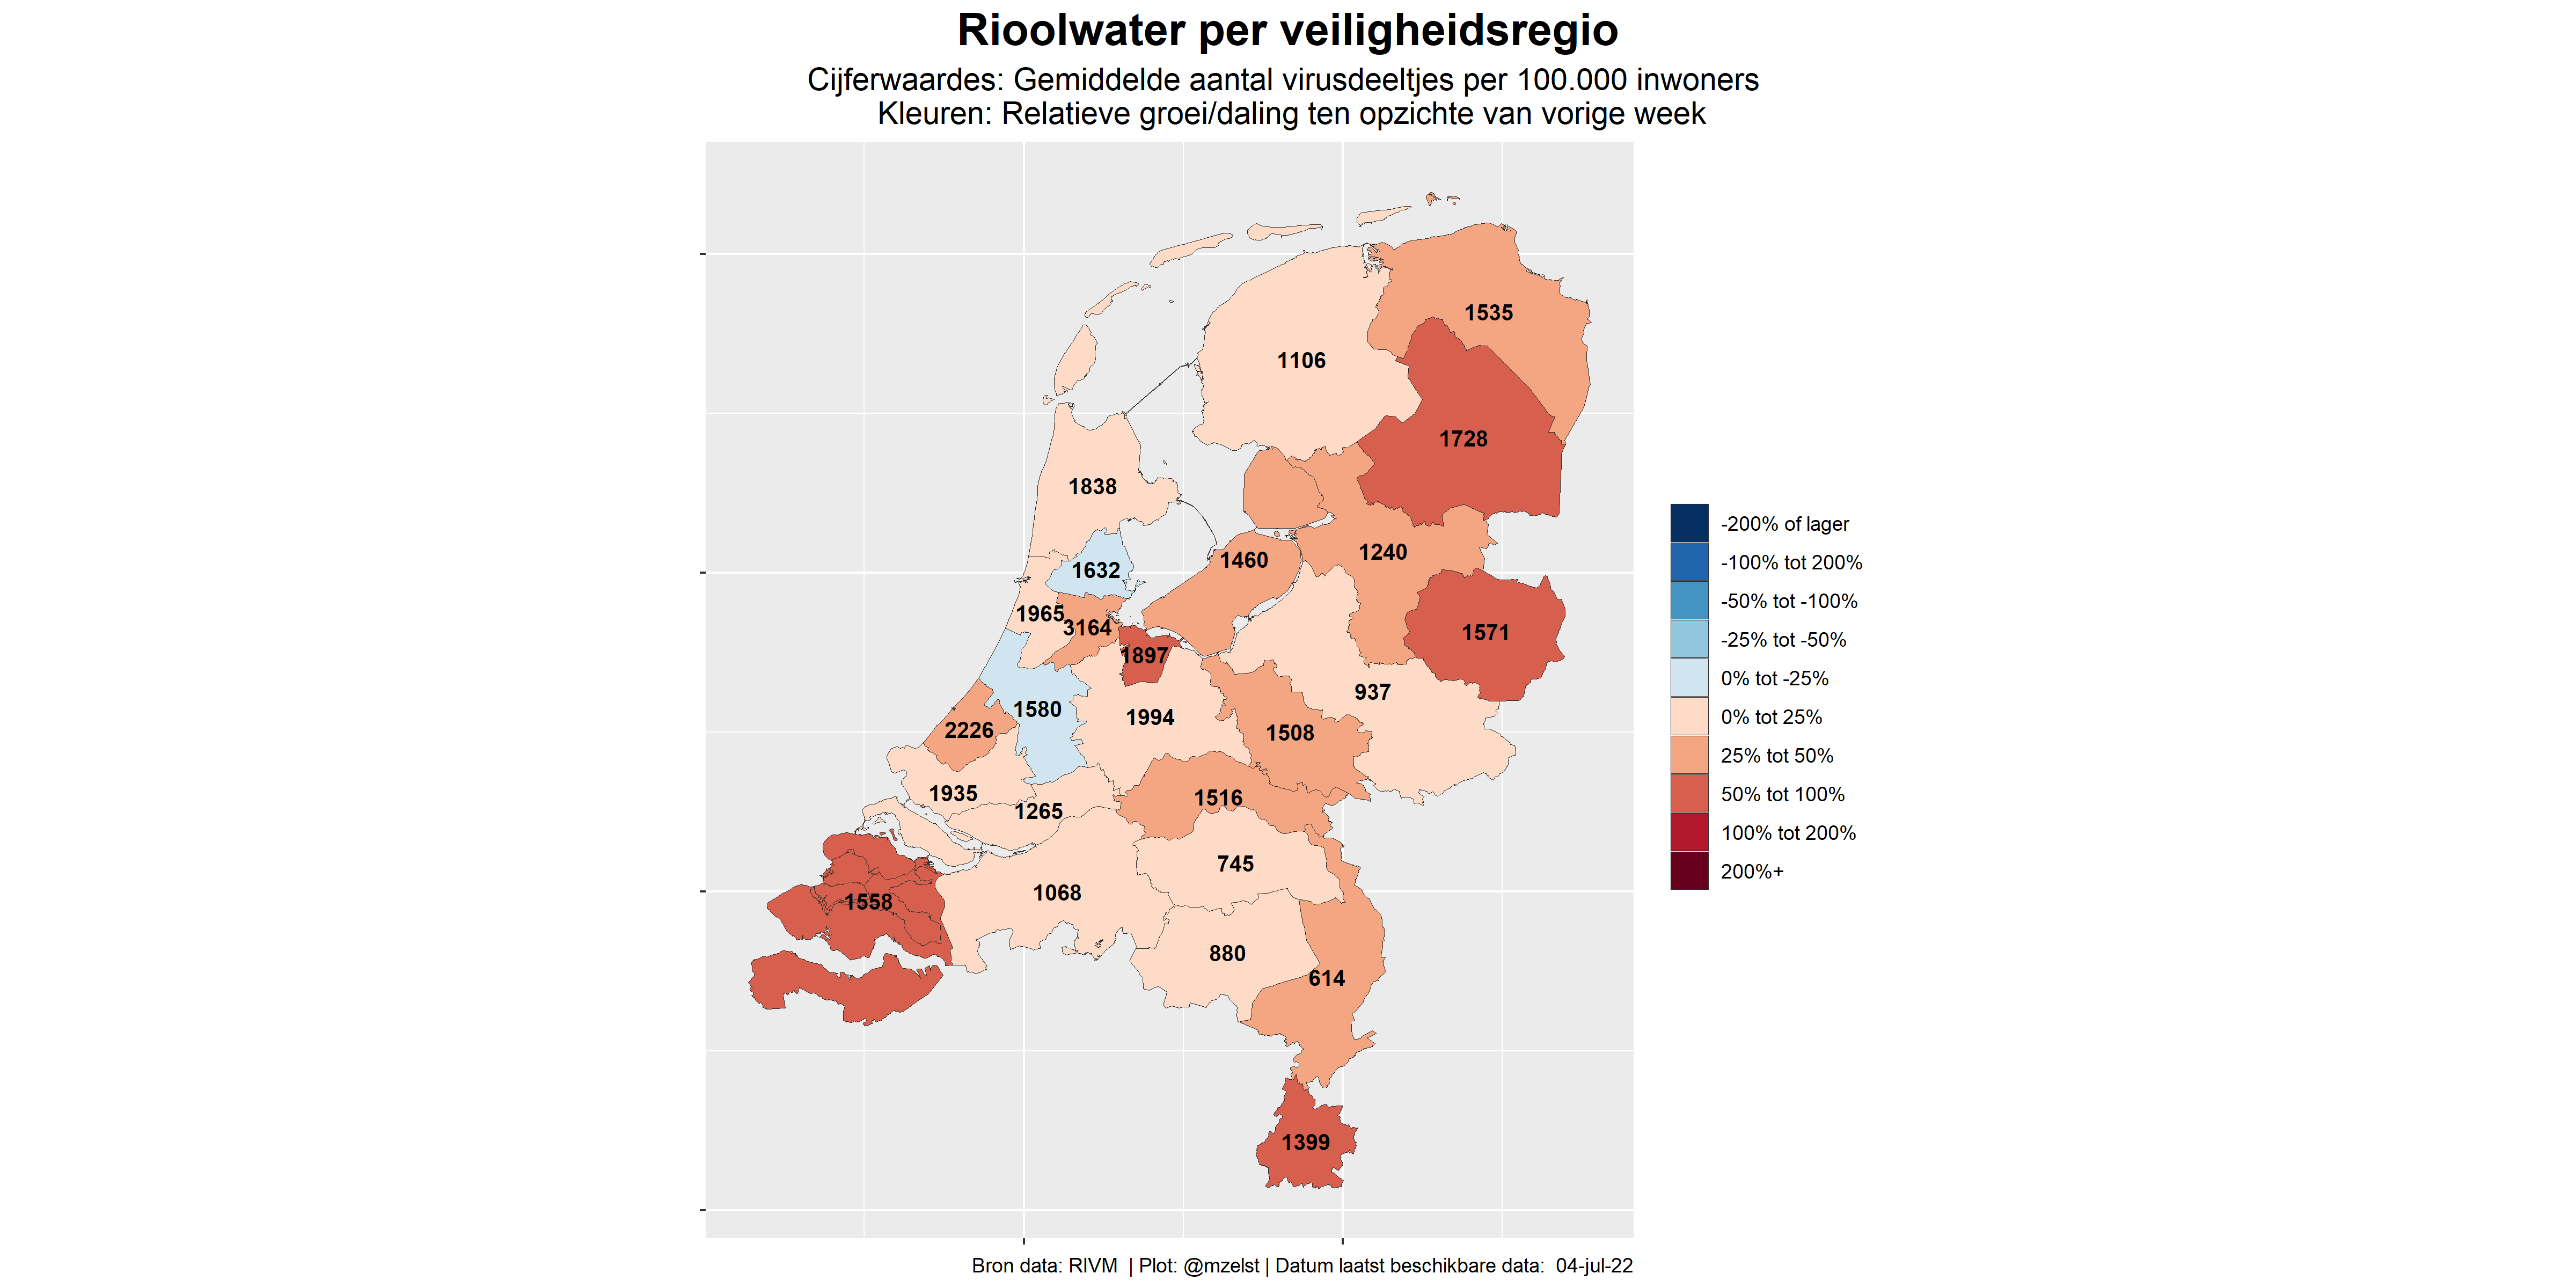 Rioolwater per veiligheidsregio
Cijferwaardes: Gemiddelde aantal virusdeeltjes per 100.000 inwoners
Kleuren: Relatieve groei/daling ten opzichte van vorige week
1535
1106
1728
1838
1240
1460
1632
1965
3164
1571
1897
937
1580
1994
2226
1508
1935
1516
1265
745
1068
1558
880
614
1399
-200% of lager
-100% tot 200%
-50% tot -100%
-25% tot -50%
0% tot -25%
0% tot 25%
25% tot 50%
50% tot 100%
100% tot 200%
200%+
Bron data: RIVM | Plot: @mzelst | Datum laatst beschikbare data: 04-jul-22